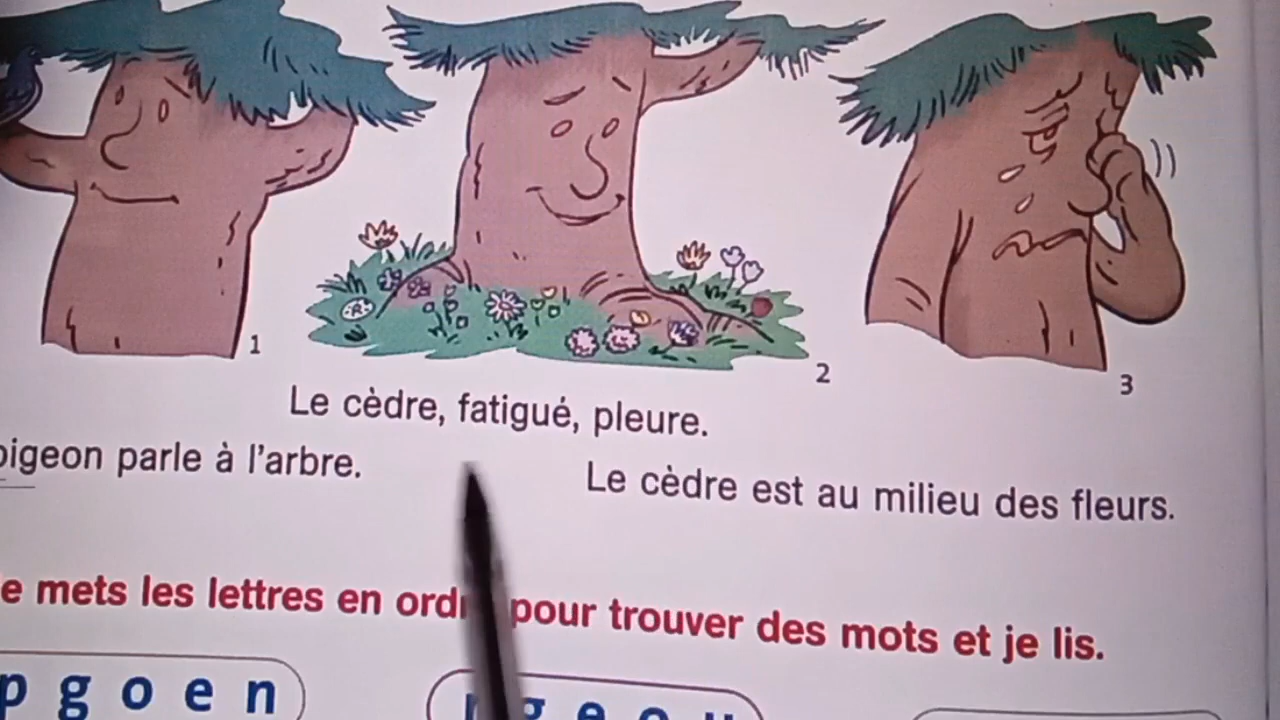 1
2
3
Le cèdre, fatigué, pleure.
pigeon parle à l'arbre.
Le cèdre est au milieu des fleurs.
e mets les lettres en ordre pour trouver des mots et je lis.
p g o e n
g e o u